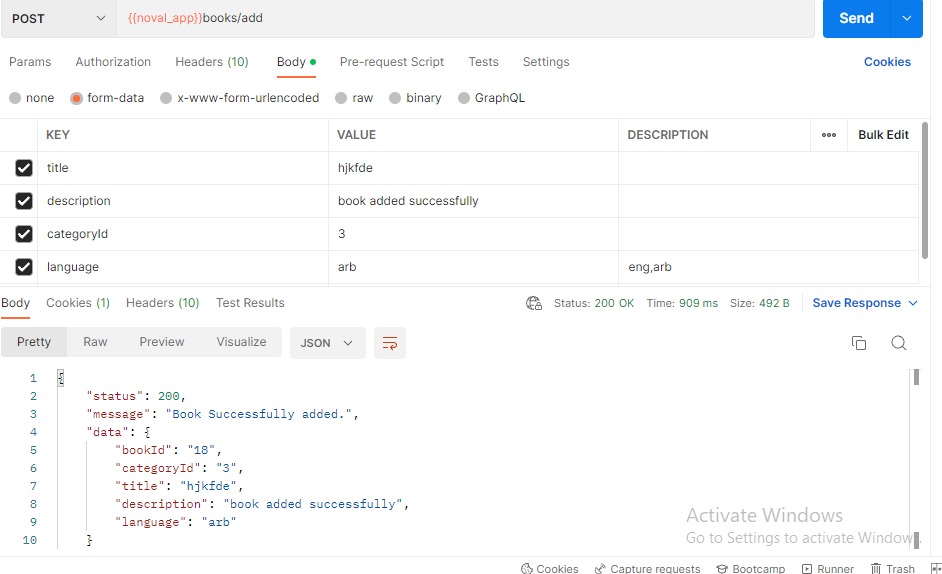 POST {{noval_app}}books/add Send
Params Authorization Headers (10) Body Pre-request Script Tests Settings Cookies
none form-data x-www-form-urlencoded raw binary GraphQL
KEY VALUE DESCRIPTION Bulk Edit
title hjkfde
description book added successfully
categoryId 3
language arb eng,arb
Body Cookies (1) Headers (10) Test Results Status: 200 OK Time: 909 ms Size: 492 B Save Response
Pretty Raw Preview Visualize JSON
1 {
2 "status": 200,
3 "message": "Book Successfully added.",
4 "data": {
5 "bookId": "18",
6 "categoryId": "3",
7 "title": "hjkfde",
8 "description": "book added successfully",
9 "language": "arb"
10 }
Activate Windows
Go to Settings to activate Windows.
Cookies Capture requests Bootcamp Runner Trash